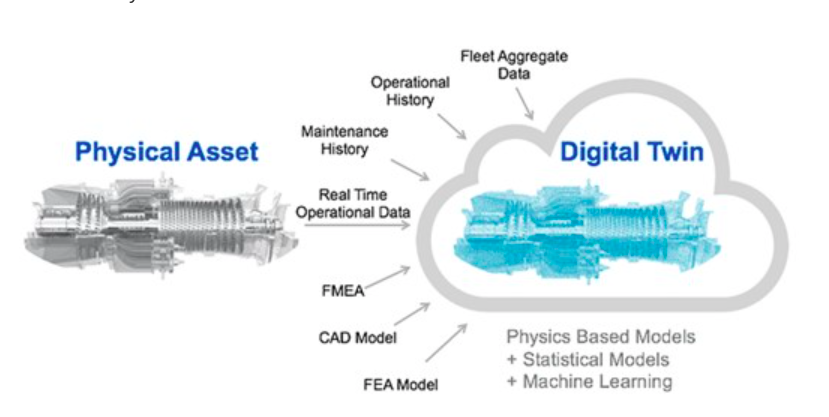 Fleet Aggregate
Data
Operational
History
Maintenance
History
Physical Asset
Digital Twin
Real Time
Operational Data
FMEA
CAD Model
FEA Model
Physics Based Models
+ Statistical Models
+ Machine Learning